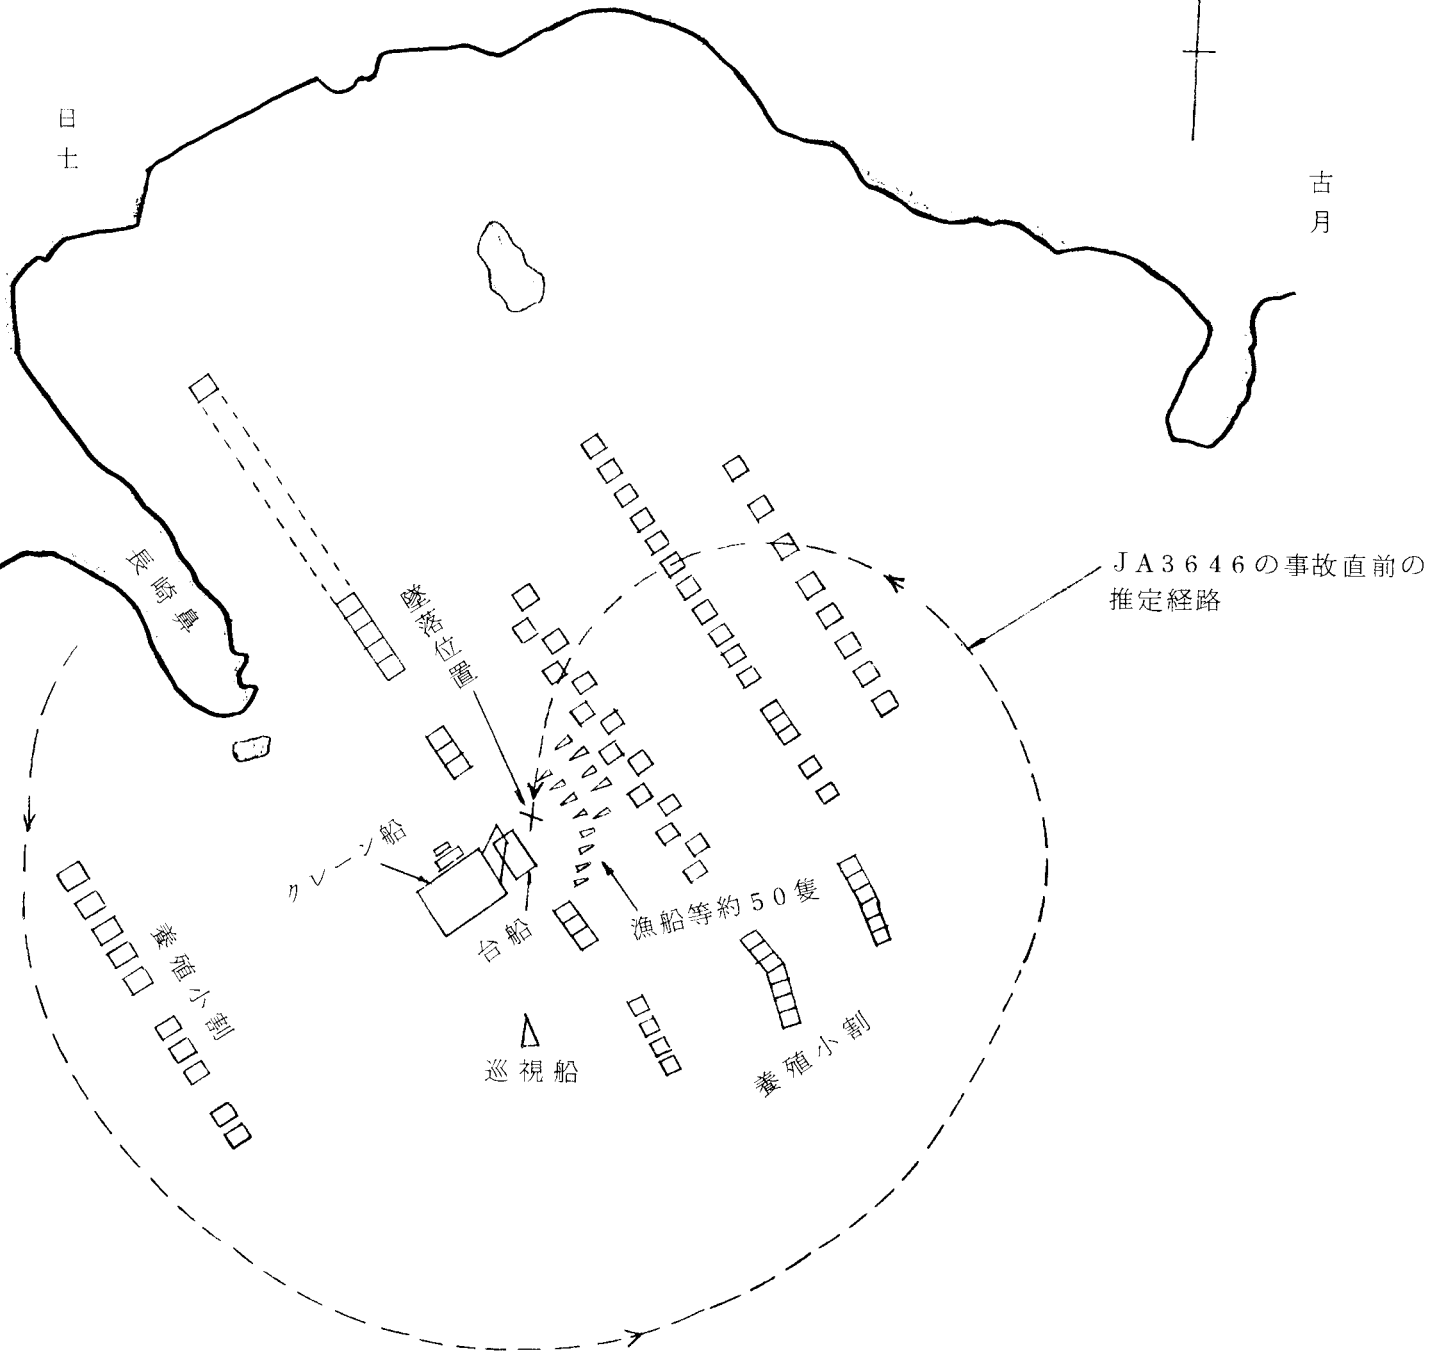 日土
古月
長崎鼻
墜落位置
JA3646の事故直前の
推定経路
クレーン船
台船
漁船等約50隻
養殖小割
巡視船
養殖小割